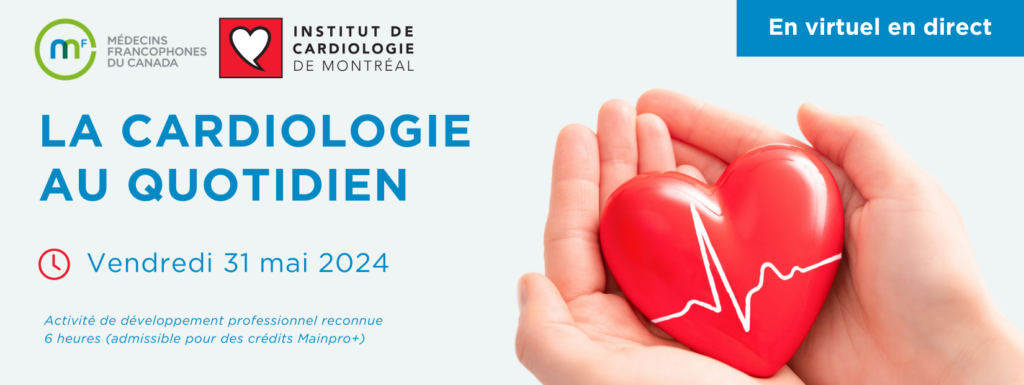 mF
MÉDECINS
FRANCOPHONES
DU CANADA
INSTITUT DE
CARDIOLOGIE
DE MONTRÉAL
En virtuel en direct
LA CARDIOLOGIE
AU QUOTIDIEN
Vendredi 31 mai 2024
Activité de développement professionnel reconnue
6 heures (admissible pour des crédits Mainpro+)